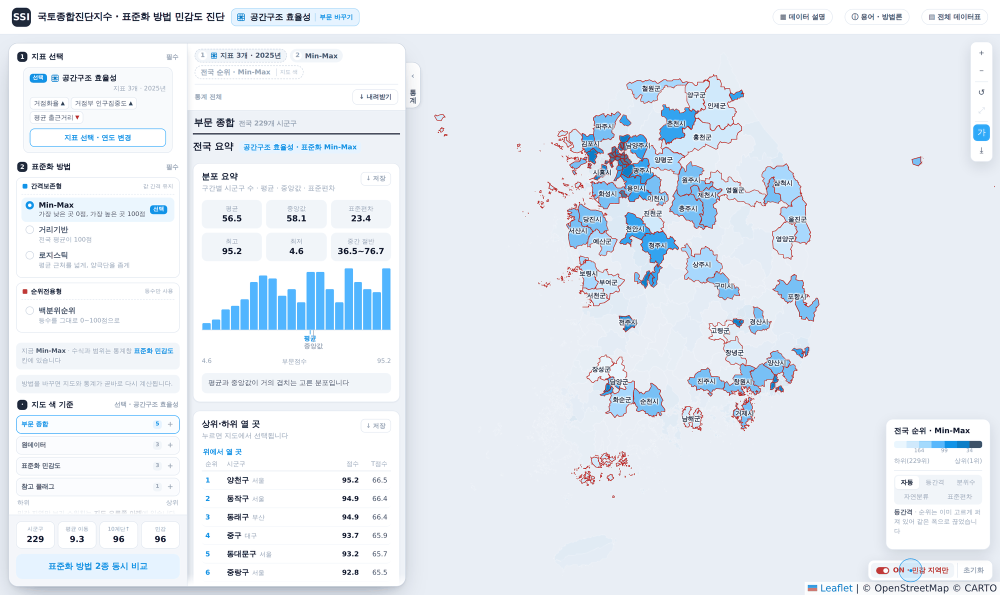 SSI 국토종합진단지수 · 표준화 방법 민감도 진단 공간구조 효율성 부문 바꾸기
데이터 설명 용어 · 방법론 전체 데이터표
1 지표 선택 필수
선택 공간구조 효율성
지표 3개 · 2025년
거점화율 ▲ 거점부 인구집중도 ▲
평균 출근거리 ▼
지표 선택 · 연도 변경
2 표준화 방법 필수
간격보존형 값 간격 유지
Min-Max
가장 낮은 곳 0점, 가장 높은 곳 100점 선택
거리기반
전국 평균이 100점
로지스틱
평균 근처를 넓게, 양극단을 좁게
순위전용형 등수만 사용
백분위순위
등수를 그대로 0~100점으로
지금 Min-Max · 수식과 범위는 통계창 표준화 민감도
칸에 있습니다
방법을 바꾸면 지도와 통계가 곧바로 다시 계산됩니다.
· 지도 색 기준 선택 · 공간구조 효율성
부문 종합 5 +
원데이터 3 +
표준화 민감도 3 +
참고 플래그 1 +
하위 상위
시군구 229
평균 이동 9.3
10계단↑ 96
민감 96
표준화 방법 2종 동시 비교
1 지표 3개 · 2025년 2 Min-Max
전국 순위 · Min-Max 지도 색
통계 전체 ↓ 내려받기
부문 종합 전국 229개 시군구
전국 요약 공간구조 효율성 · 표준화 Min-Max
분포 요약 ↓ 저장
구간별 시군구 수 · 평균 · 중앙값 · 표준편차
평균 중앙값 표준편차
56.5 58.1 23.4
최고 최저 중간 절반
95.2 4.6 36.5~76.7
평균
중앙값
4.6 부문점수 95.2
평균과 중앙값이 거의 겹치는 고른 분포입니다
상위·하위 열 곳 ↓ 저장
누르면 지도에서 선택됩니다
위에서 열 곳
순위 시군구 점수 T점수
1 양천구 서울 95.2 66.5
2 동작구 서울 94.9 66.4
3 동래구 부산 94.9 66.4
4 중구 대구 93.7 65.9
5 동대문구 서울 93.2 65.7
6 중랑구 서울 92.8 65.5
‹ 통계
철원군
양구군
인제군
춘천시
파주시
홍천군
김포시
남양주시
양평군
시흥시
광주시
원주시
영월군
삼척시
화성시
용인시
이천시
제천시
충주시
진천군
당진시
울진군
서산시
천안시
예산군
청주시
영양군
상주시
보령시
부여군
구미시
서천군
포항시
전주시
경산시
고령군
창녕군
양산시
장성군
담양군
진주시
창원시
화순군
순천시
거제시
남해군
+
−
↺
가
전국 순위 · Min-Max
164 99 34
하위(229위) 상위(1위)
자동 등간격 분위수
자연분류 표준편차
등간격 · 순위는 이미 고르게 퍼
져 있어 같은 폭으로 끊었습니
다
ON · 민감 지역만 초기화
Leaflet | © OpenStreetMap © CARTO